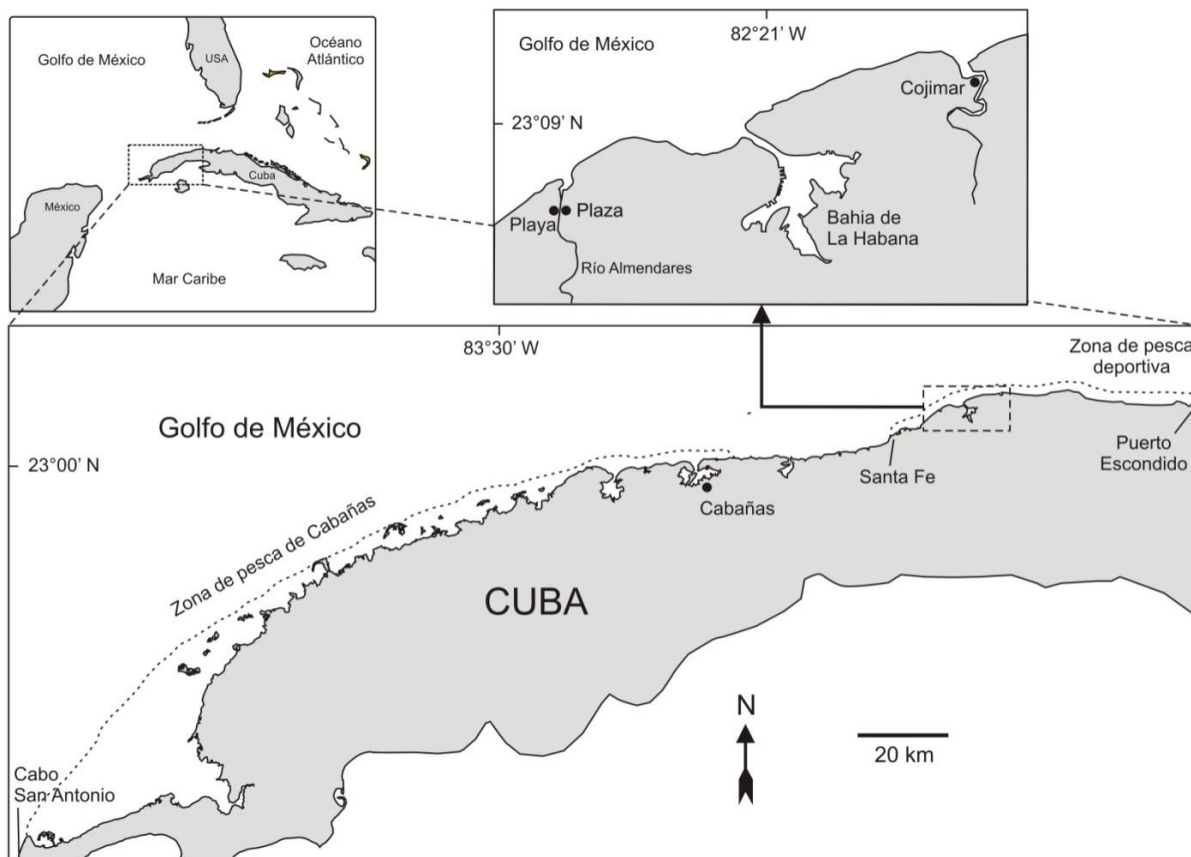 Golfo de México
USA
Océano
Atlántico
Cuba
México
Mar Caribe
82°21’ W
Golfo de México
Cojimar
23°09’ N
Playa
Plaza
Bahia de
La Habana
Río Almendares
83°30’ W
Zona de pesca
deportiva
Golfo de México
23°00’ N
Puerto
Escondido
Santa Fe
Cabañas
Zona de pesca de Cabañas
CUBA
N
20 km
Cabo
San Antonio